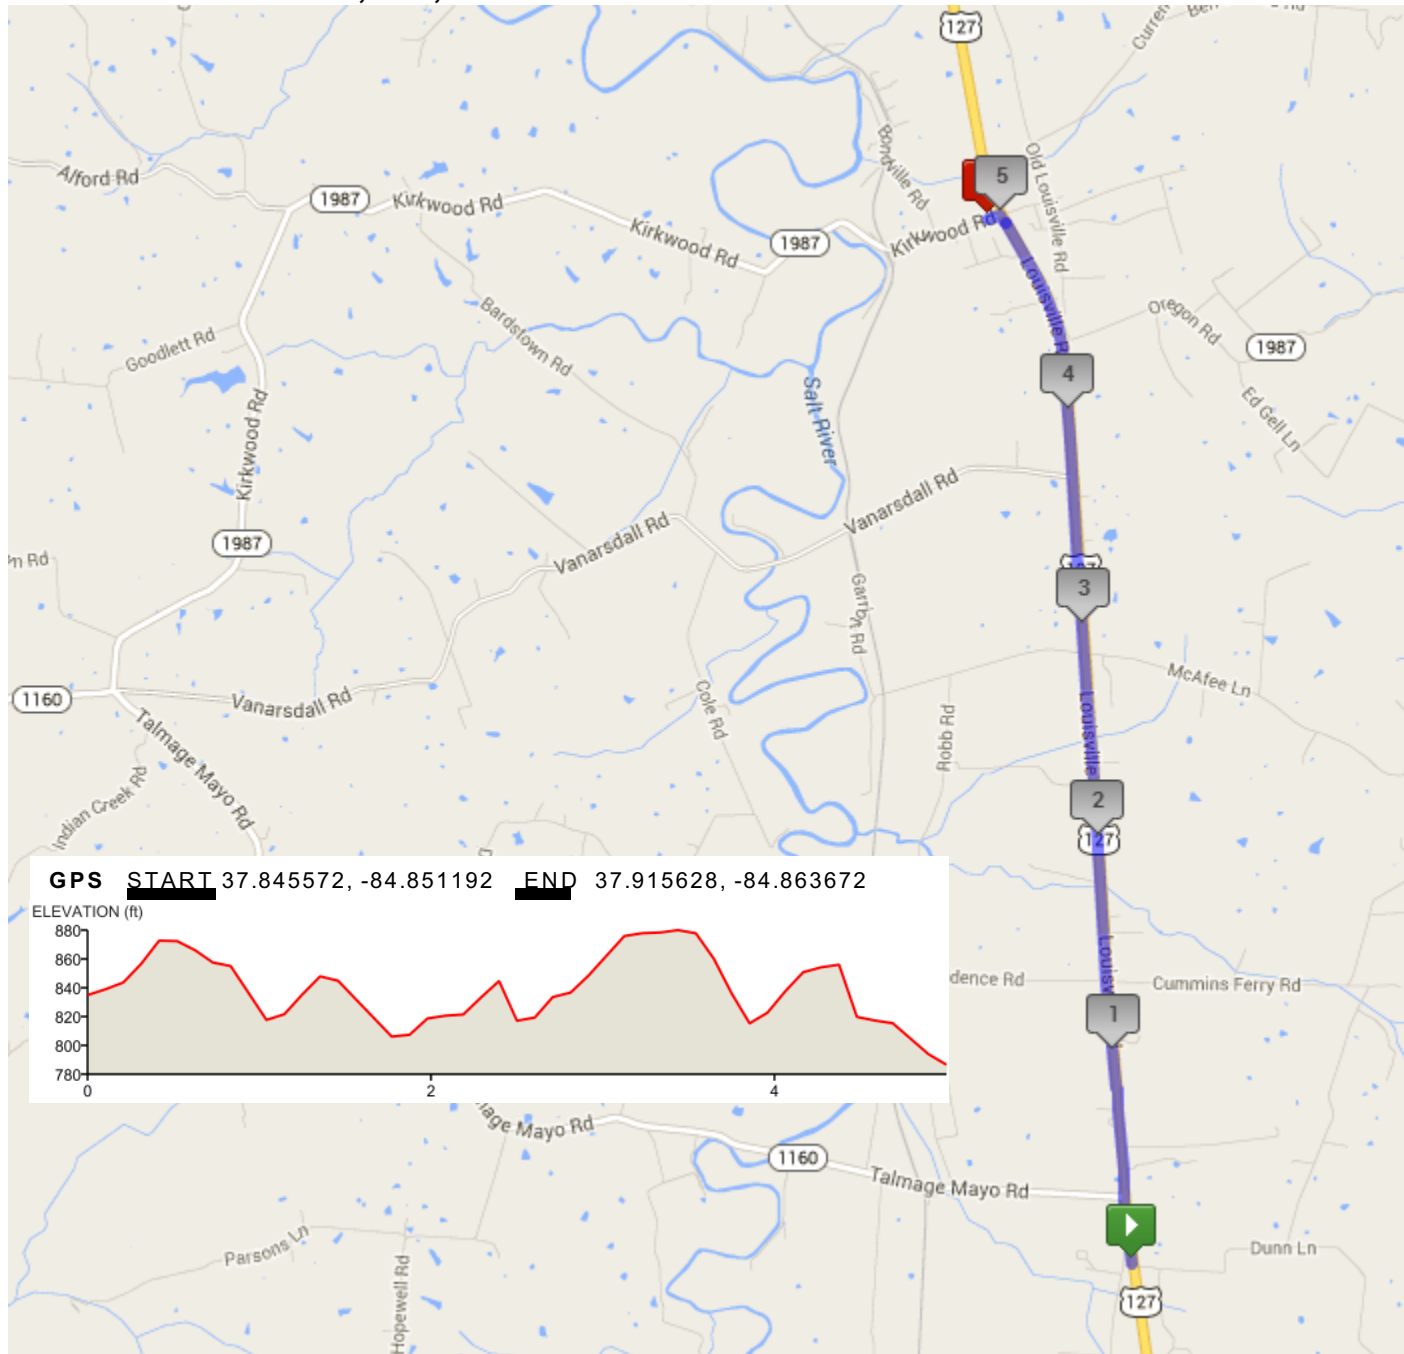 127
Curren
Alford Rd
1987
Kirkwood Rd
Bondville Rd
Old Louisville Rd
5
Kirkwood Rd
1987
Kirkwood Rd
Louisville R
Bardstown Rd
Oregon Rd
1987
Goodlett Rd
4
Salt River
Ed Gell Ln
Kirkwood Rd
Vanarsdall Rd
Vanarsdall Rd
1987
n Rd
127
3
McAfee Ln
1160
Vanarsdall Rd
Cole Rd
Robb Rd
Louisville
Talmage Mayo Rd
Indian Creek Rd
2
127
GPS START 37.845572, -84.851192 END 37.915628, -84.863672
ELEVATION (ft)
880
860
840
820
800
780
0 2 4
Louisv
dence Rd
Cummins Ferry Rd
1
lage Mayo Rd
1160
Talmage Mayo Rd
Parsons Ln
Hopewell Rd
Dunn Ln
127